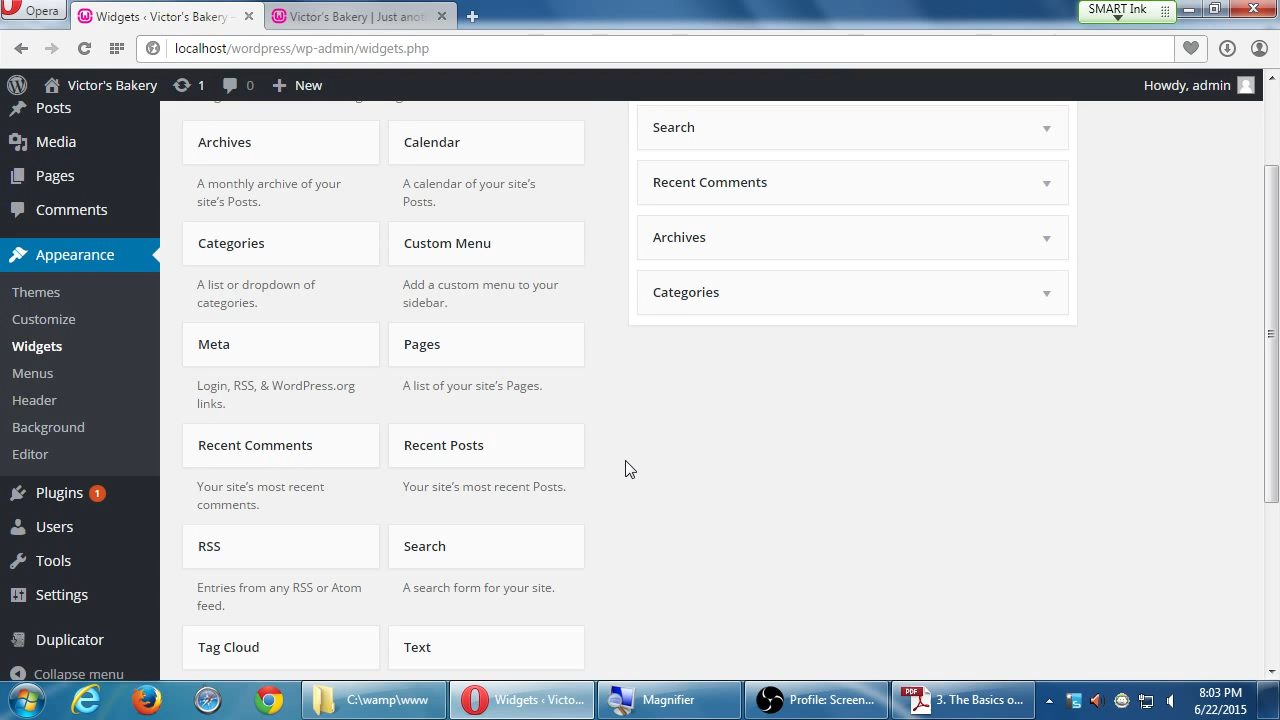 Opera
Widgets ‹ Victor's Bakery –
Victor's Bakery | Just anoth
SMART Ink
localhost/wordpress/wp-admin/widgets.php
Victor's Bakery
1
0
New
Howdy, admin
Posts
Media
Pages
Comments
Appearance
Themes
Customize
Widgets
Menus
Header
Background
Editor
Plugins 1
Users
Tools
Settings
Duplicator
Collapse menu
Archives
A monthly archive of your
site's Posts.
Calendar
A calendar of your site's
Posts.
Categories
A list or dropdown of
categories.
Custom Menu
Add a custom menu to your
sidebar.
Meta
Login, RSS, & WordPress.org
links.
Pages
A list of your site's Pages.
Recent Comments
Your site's most recent
comments.
Recent Posts
Your site's most recent Posts.
RSS
Entries from any RSS or Atom
feed.
Search
A search form for your site.
Tag Cloud
Text
Search
Recent Comments
Archives
Categories
C:\wamp\www
Widgets ‹ Victo...
Magnifier
Profile: Screen...
PDF
3. The Basics o...
8:03 PM
6/22/2015